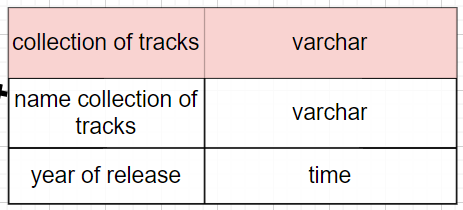 collection of tracks varchar
name collection of
tracks varchar
year of release time